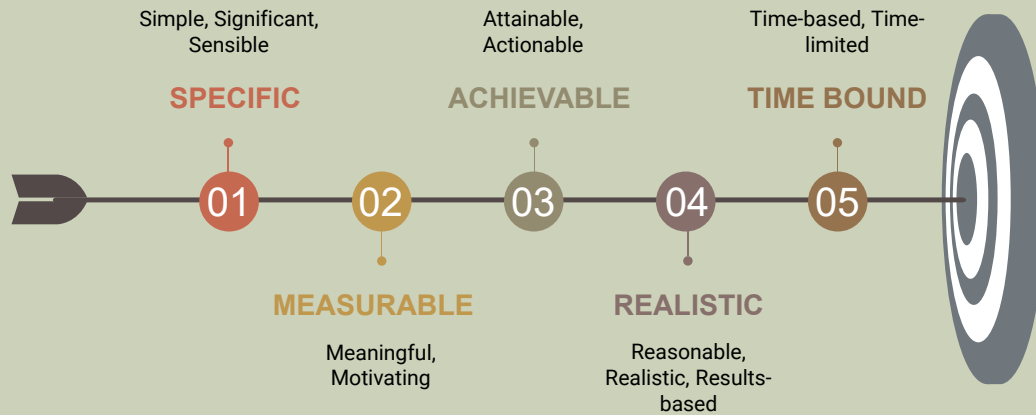 Simple, Significant,
Sensible
SPECIFIC
01
MEASURABLE
02
Meaningful,
Motivating
Attainable,
Actionable
ACHIEVABLE
03
REALISTIC
04
Reasonable,
Realistic, Results-
based
Time-based, Time-
limited
TIME BOUND
05